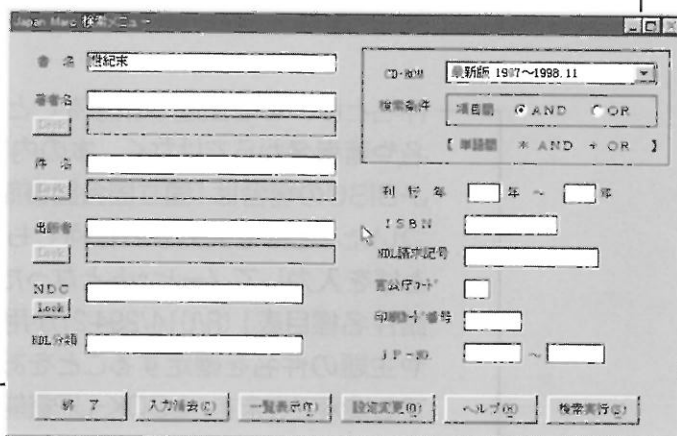 Japan Marc 検索メニュー
書 名 世紀末
著者名
Look
件 名
Look
出版者
Look
NDC
Look
NDL分類
CD-ROM 最新版 1997～1998.11
検索条件 項目間 AND OR
【 単語間 * AND + OR 】
刊 行 年 年 ～ 年
ISBN
NDL請求記号
官公庁コード
印刷カード番号
JP-NO. ～
終 了 入力消去(C) 一覧表示(T) 設定変更(O) ヘルプ(H) 検索実行(S)